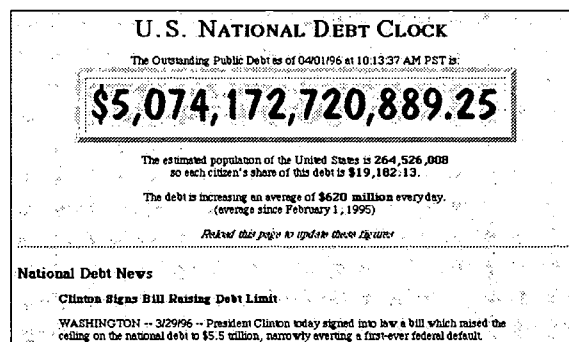 U.S. NATIONAL DEBT CLOCK
The Outstanding Public Debt as of 04/01/96 at 10:13:37 AM PST is:
$5,074,172,720,889.25
The estimated population of the United States is 264,526,008
so each citizen's share of this debt is $19,182.13.
The debt is increasing an average of $620 million every day.
(average since February 1, 1995)
Reload this page to update these figures
National Debt News
Clinton Signs Bill Raising Debt Limit
WASHINGTON -- 3/29/96 -- President Clinton today signed into law a bill which raised the
ceiling on the national debt to $5.5 trillion, narrowly averting a first-ever federal default.